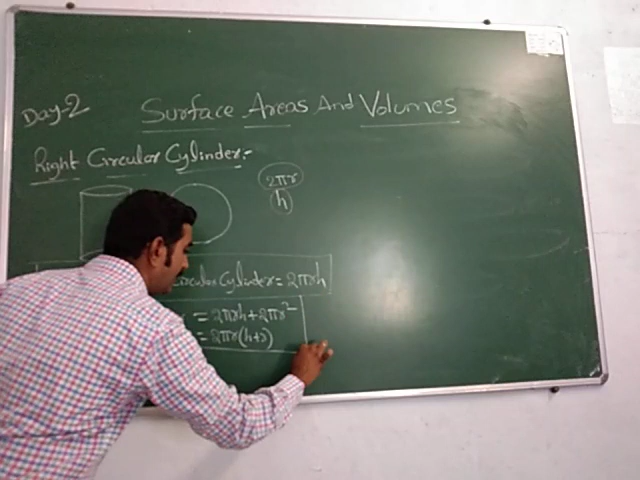 Day-2 Surface Areas And Volumes
Right Circular Cylinder:-
2πr
h
Circular Cylinder = 2πrh
= 2πrh + 2πr²
= 2πr(h+r)